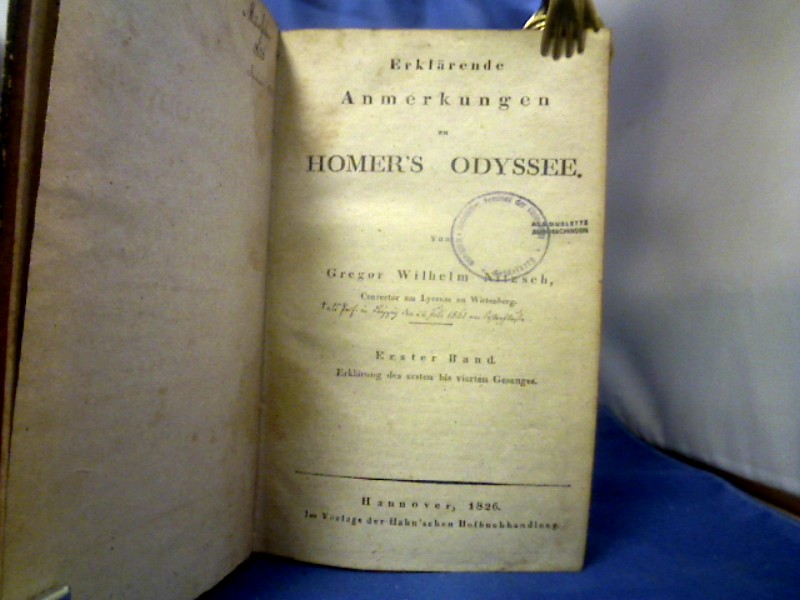 Erklärende
Anmerkungen
zu
HOMER'S ODYSSEE.
Von
Gregor Wilhelm Nitzsch,
Conrector am Lyceum zu Wittenberg.
Erster Band.
Erklärung des ersten bis vierten Gesanges.
Hannover, 1826.
Im Verlage der Hahn'schen Hofbuchhandlung.